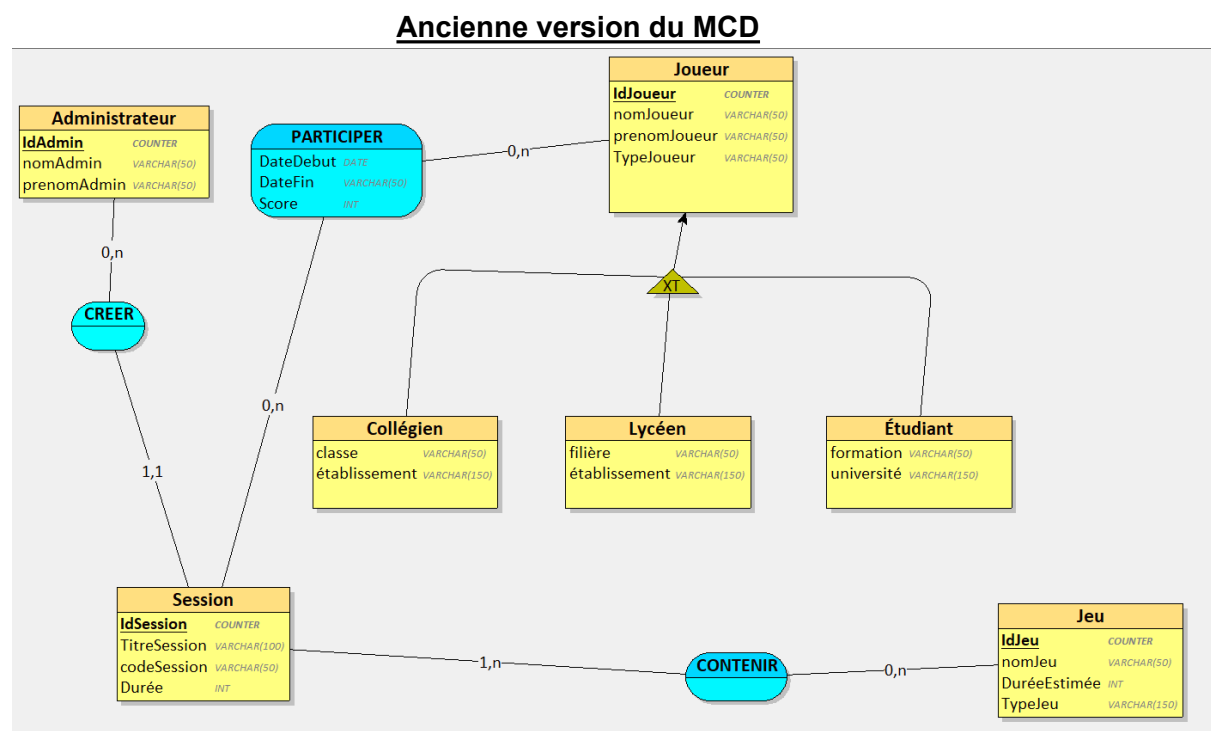 Ancienne version du MCD
Joueur
IdJoueur COUNTER
nomJoueur VARCHAR(50)
prenomJoueur VARCHAR(50)
TypeJoueur VARCHAR(50)
Administrateur
IdAdmin COUNTER
nomAdmin VARCHAR(50)
prenomAdmin VARCHAR(50)
PARTICIPER
DateDebut DATE
DateFin VARCHAR(50)
Score INT
0,n
0,n
CREER
XT
0,n
1,1
Collégien
classe VARCHAR(50)
établissement VARCHAR(150)
Lycéen
filière VARCHAR(50)
établissement VARCHAR(150)
Étudiant
formation VARCHAR(50)
université VARCHAR(150)
Session
IdSession COUNTER
TitreSession VARCHAR(100)
codeSession VARCHAR(50)
Durée INT
1,n
CONTENIR
0,n
Jeu
IdJeu COUNTER
nomJeu VARCHAR(50)
DuréeEstimée INT
TypeJeu VARCHAR(150)